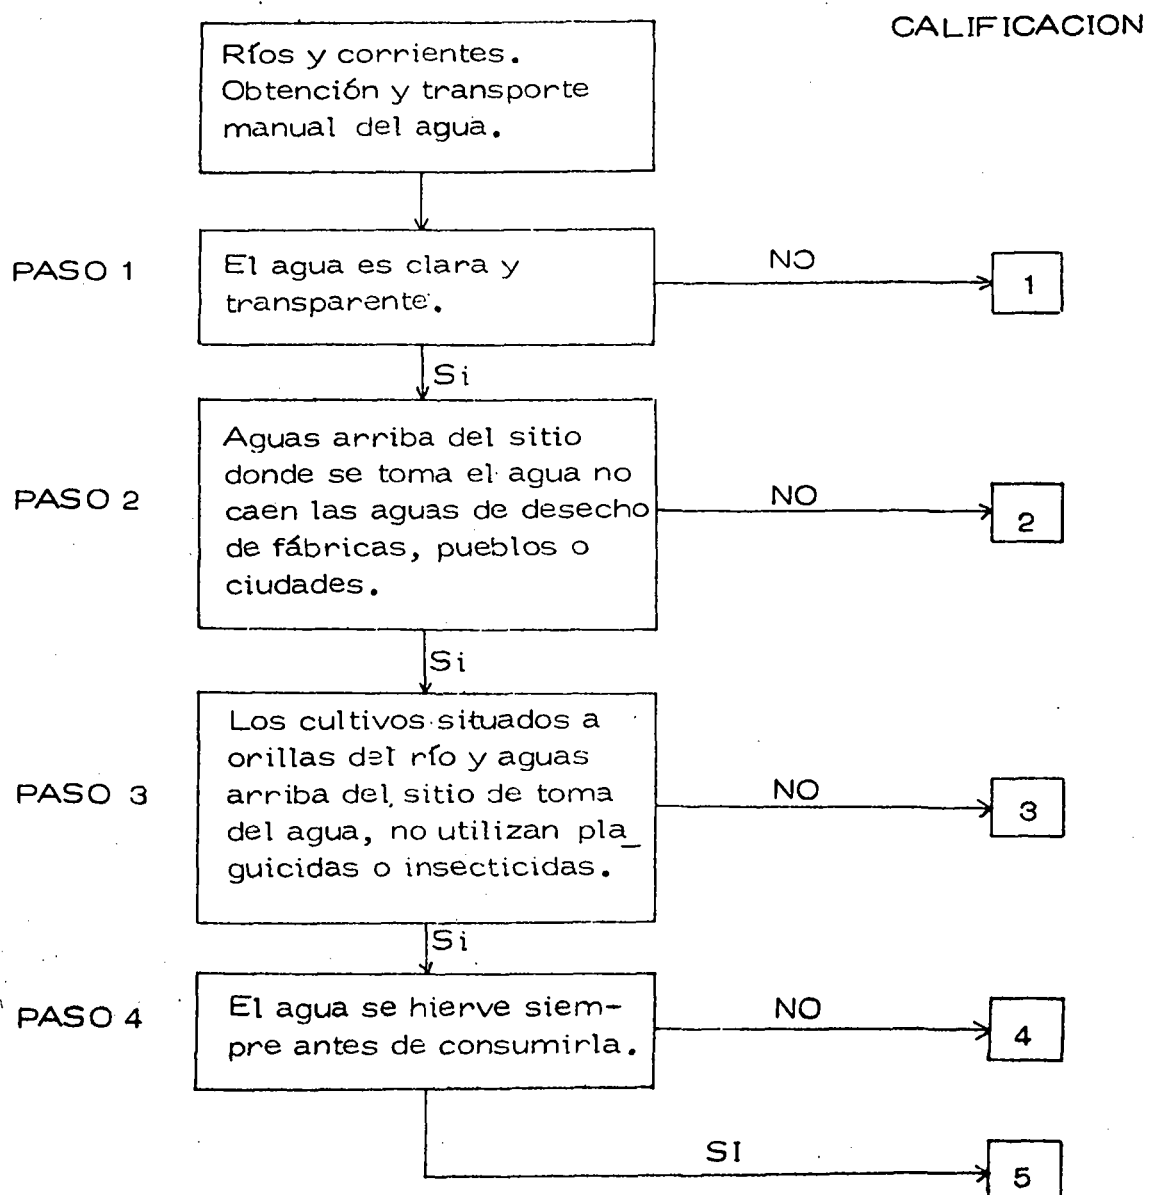 CALIFICACION
Ríos y corrientes.
Obtención y transporte
manual del agua.
PASO 1
El agua es clara y
transparente.
NO
1
Si
PASO 2
Aguas arriba del sitio
donde se toma el agua no
caen las aguas de desecho
de fábricas, pueblos o
ciudades.
NO
2
Si
PASO 3
Los cultivos situados a
orillas del río y aguas
arriba del sitio de toma
del agua, no utilizan pla_
guicidas o insecticidas.
NO
3
Si
PASO 4
El agua se hierve siem-
pre antes de consumirla.
NO
4
SI
5